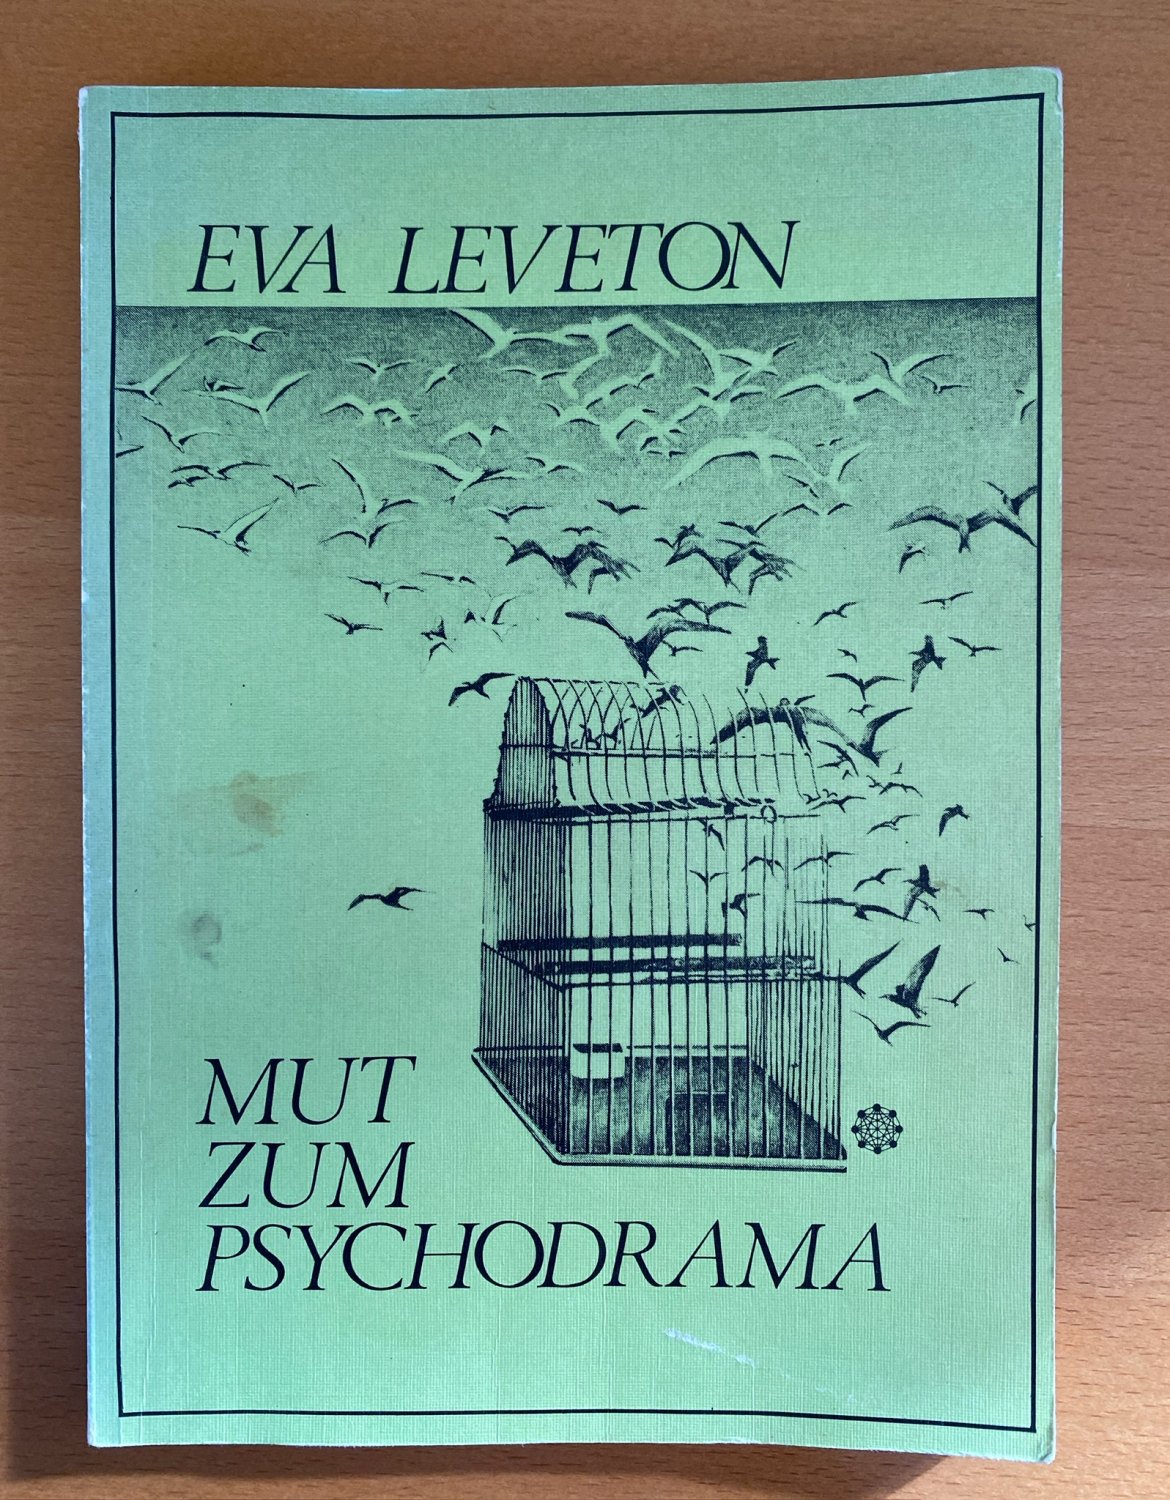 EVA LEVETON
MUT
ZUM
PSYCHODRAMA